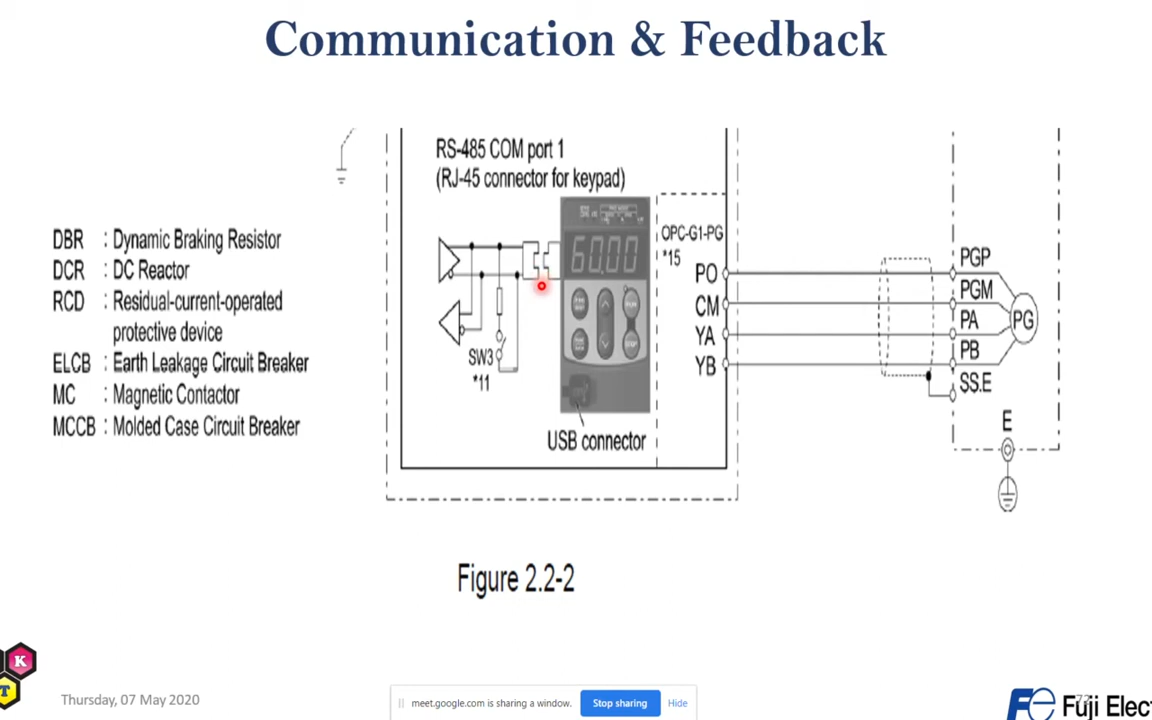 Communication & Feedback
RS-485 COM port 1
(RJ-45 connector for keypad)
DBR : Dynamic Braking Resistor
DCR : DC Reactor
RCD : Residual-current-operated
protective device
ELCB : Earth Leakage Circuit Breaker
MC : Magnetic Contactor
MCCB : Molded Case Circuit Breaker
60.00
SW3
*11
USB connector
OPC-G1-PG
*15
PO
CM
YA
YB
PGP
PGM
PA
PB
SS.E
PG
E
Figure 2.2-2
K
T
Thursday, 07 May 2020
meet.google.com is sharing a window.
Stop sharing
Hide
Fe Fuji Elect